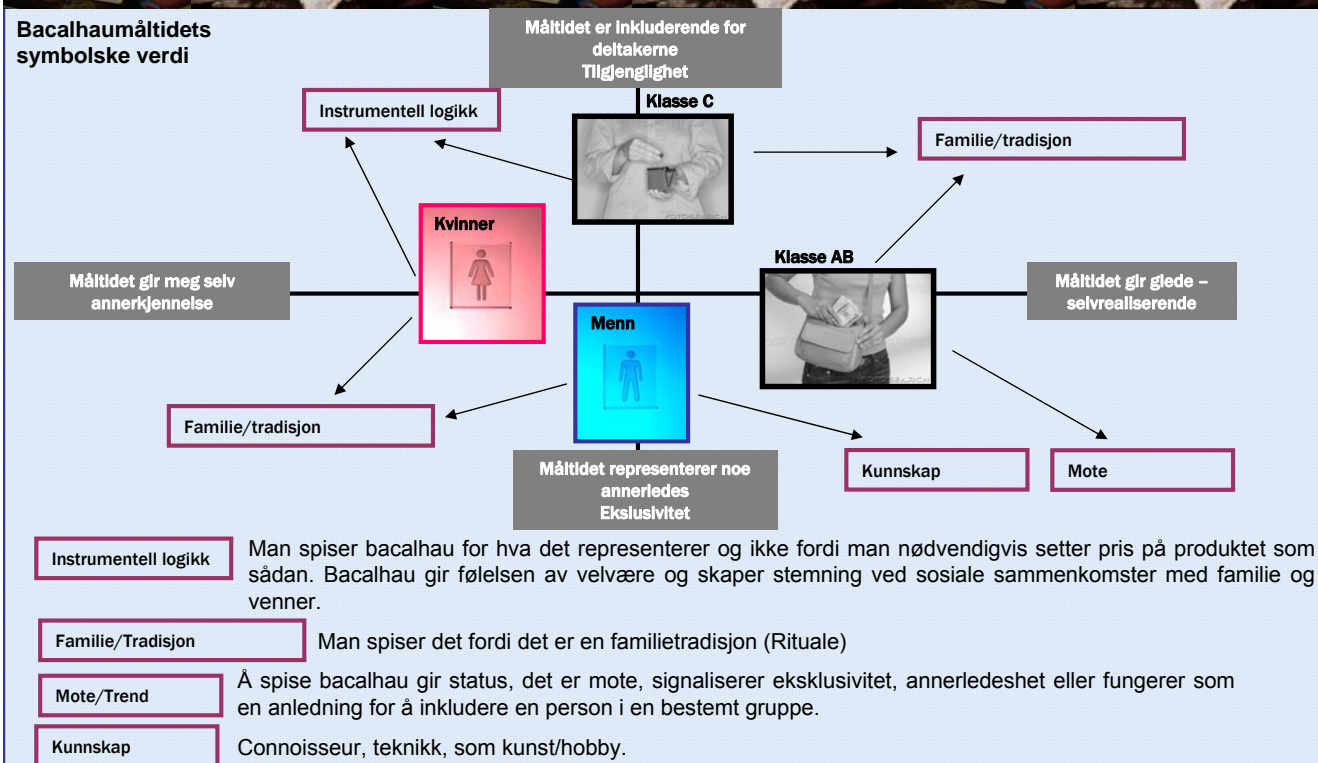 Bacalhaumåltidets
symbolske verdi
Måltidet er inkluderende for
deltakerne
Tilgjenglighet
Klasse C
Instrumentell logikk
Familie/tradisjon
Kvinner
Klasse AB
Måltidet gir meg selv
annerkjennelse
Måltidet gir glede –
selvrealiserende
Menn
Familie/tradisjon
Måltidet representerer noe
annerledes
Ekslusivitet
Kunnskap
Mote
Instrumentell logikk
Man spiser bacalhau for hva det representerer og ikke fordi man nødvendigvis setter pris på produktet som
sådan. Bacalhau gir følelsen av velvære og skaper stemning ved sosiale sammenkomster med familie og
venner.
Familie/Tradisjon
Man spiser det fordi det er en familietradisjon (Rituale)
Mote/Trend
Å spise bacalhau gir status, det er mote, signaliserer eksklusivitet, annerledeshet eller fungerer som
en anledning for å inkludere en person i en bestemt gruppe.
Kunnskap
Connoisseur, teknikk, som kunst/hobby.